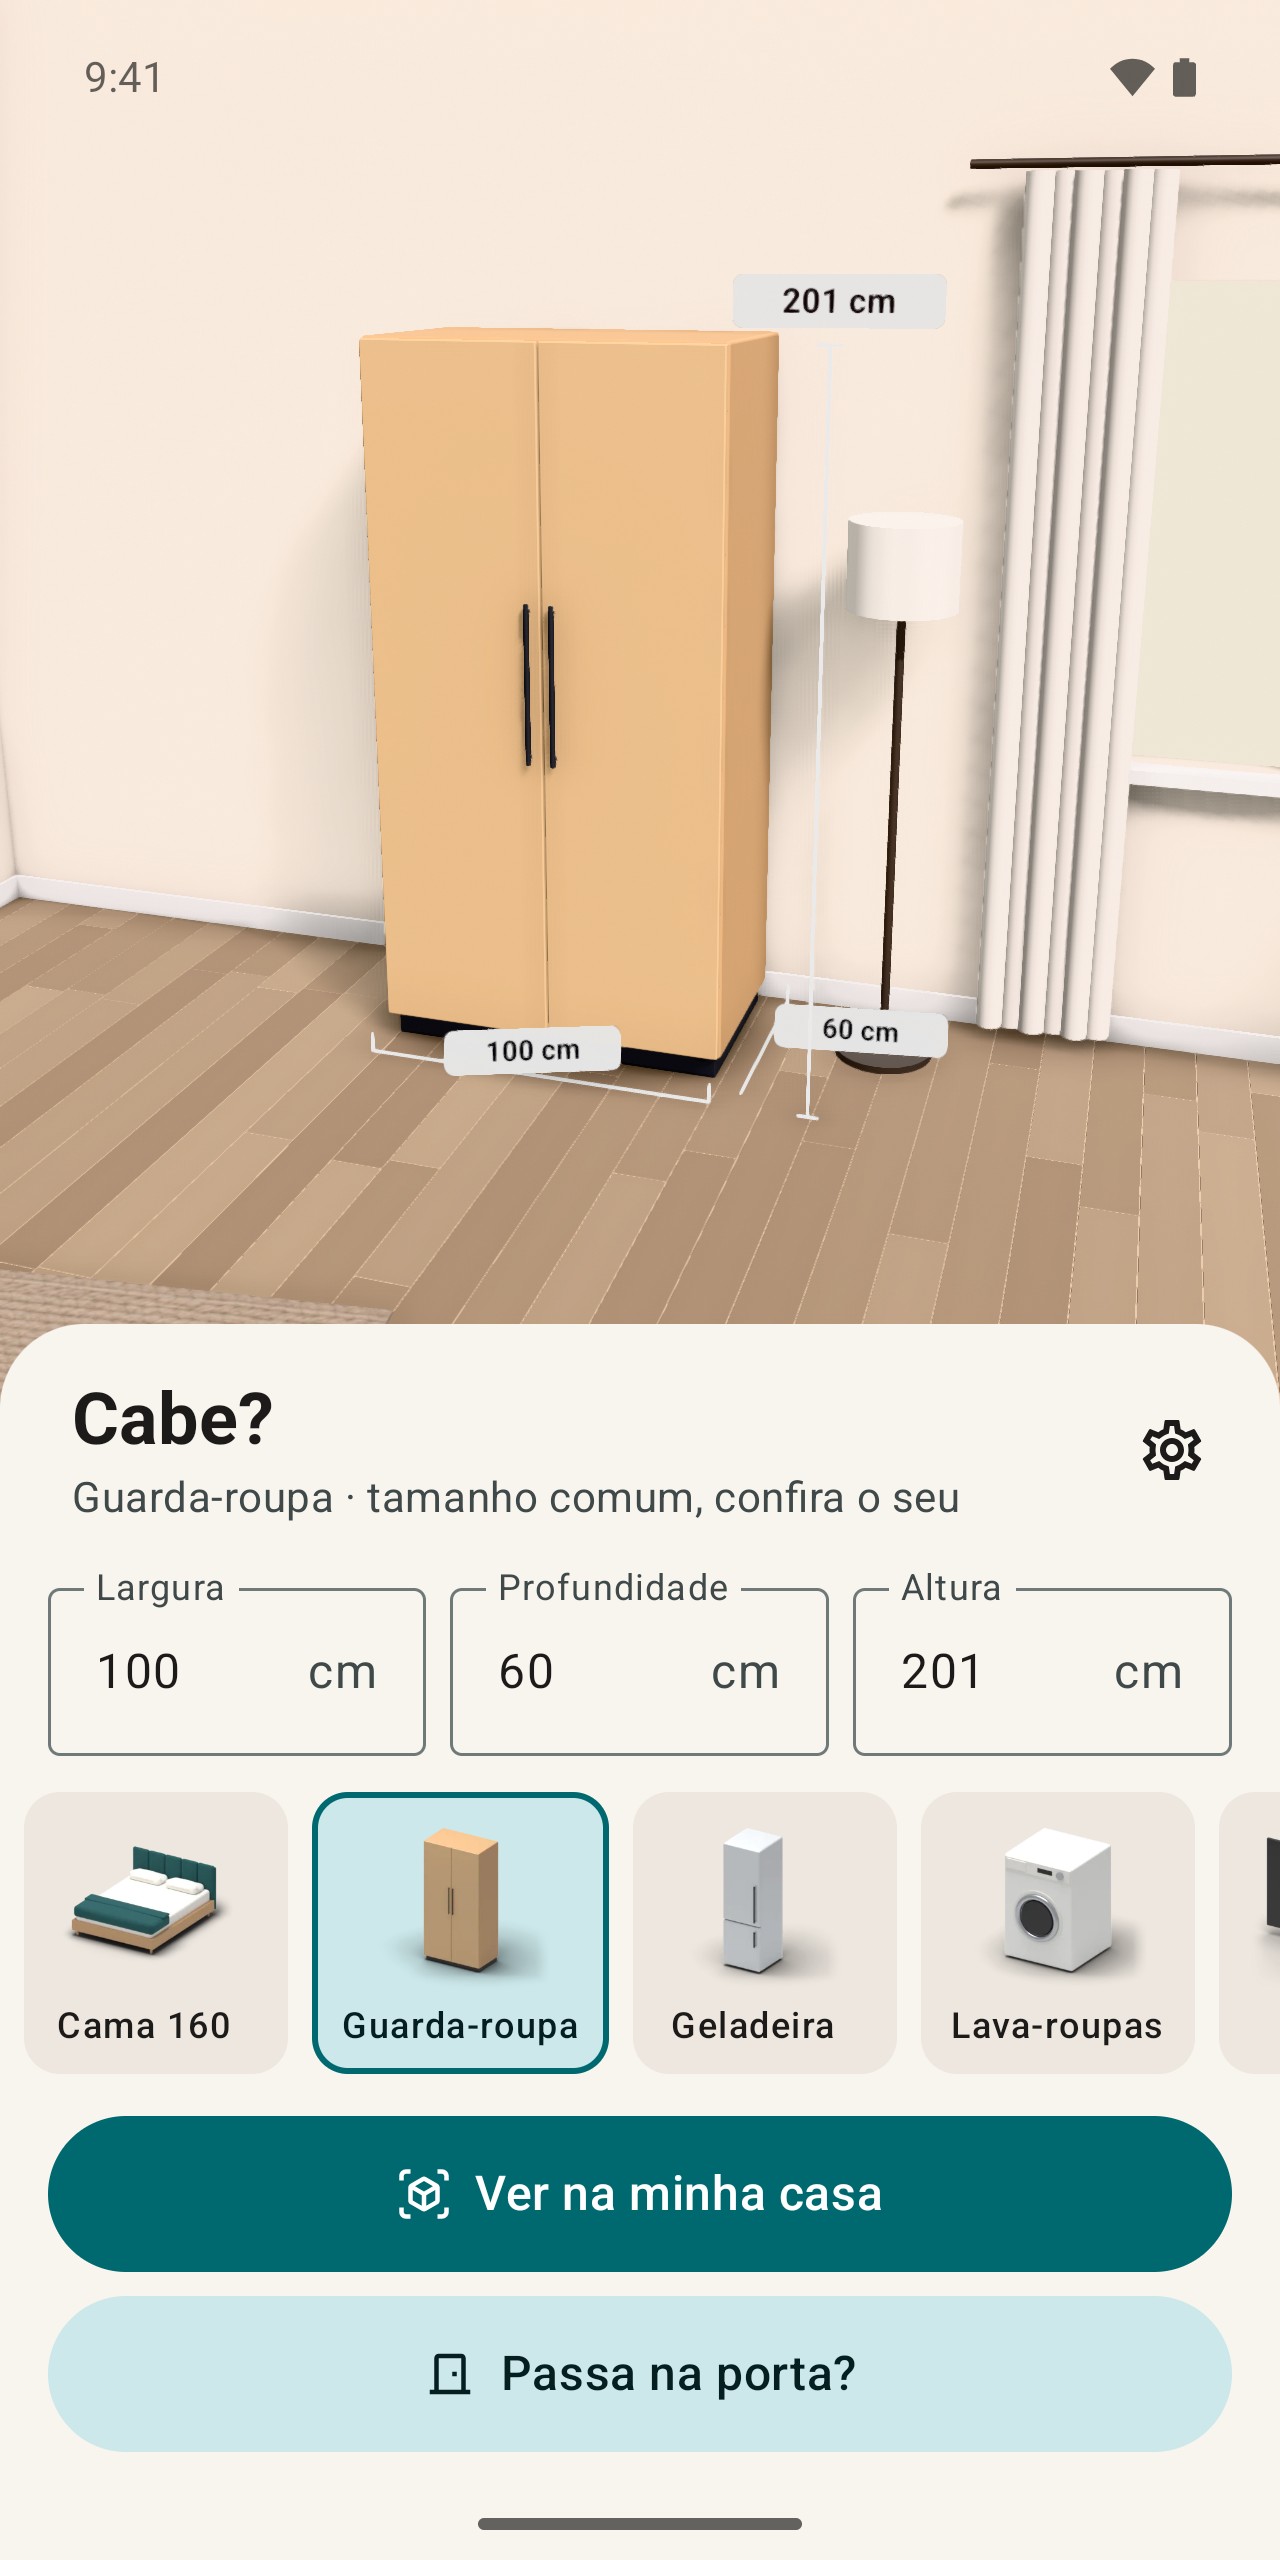 9:41
201 cm
100 cm
60 cm
Cabe?
Guarda-roupa · tamanho comum, confira o seu
Largura
100 cm
Profundidade
60 cm
Altura
201 cm
Cama 160
Guarda-roupa
Geladeira
Lava-roupas
Ver na minha casa
Passa na porta?